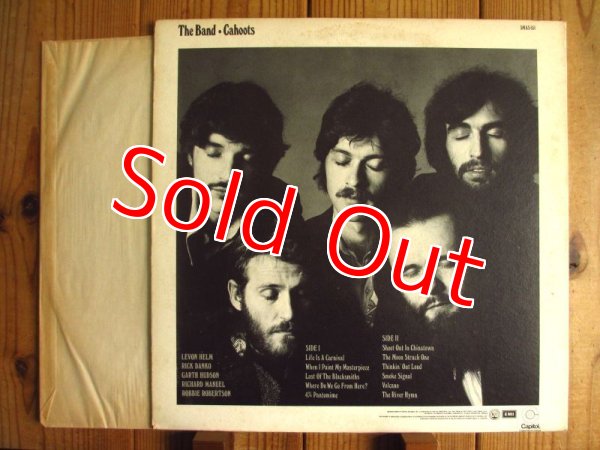 The Band • Cahoots
Sold Out
LEVON HELM
RICK DANKO
GARTH HUDSON
RICHARD MANUEL
ROBBIE ROBERTSON
SIDE I
Life Is A Carnival
When I Paint My Masterpiece
Last Of The Blacksmiths
Where Do We Go From Here?
4% Pantomime
SIDE II
Shoot Out In Chinatown
The Moon Struck One
Thinkin' Out Loud
Smoke Signal
Volcano
The River Hymn
EMI
Capitol